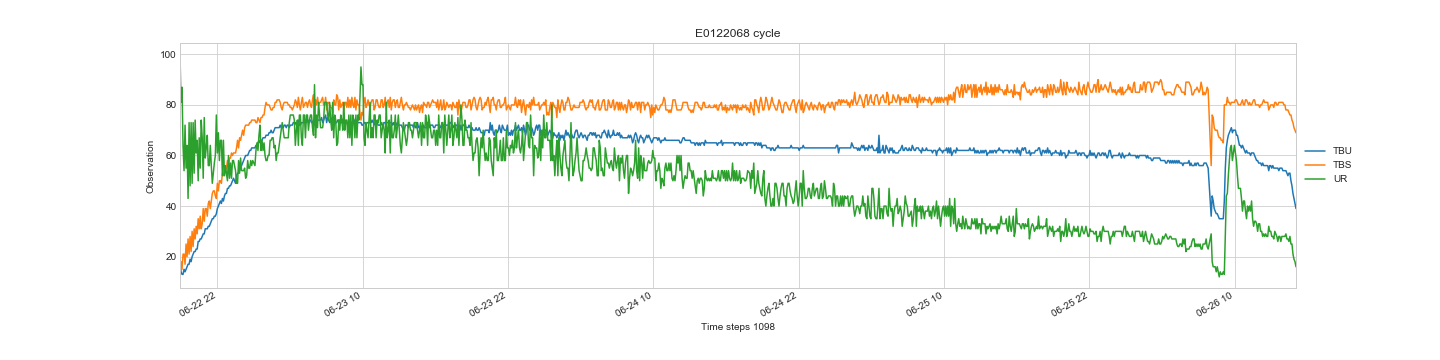 E0122068 cycle
100
80
60
40
20
Observation
06-22 22
06-23 10
06-23 22
06-24 10
06-24 22
06-25 10
06-25 22
06-26 10
Time steps 1098
TBU
TBS
UR